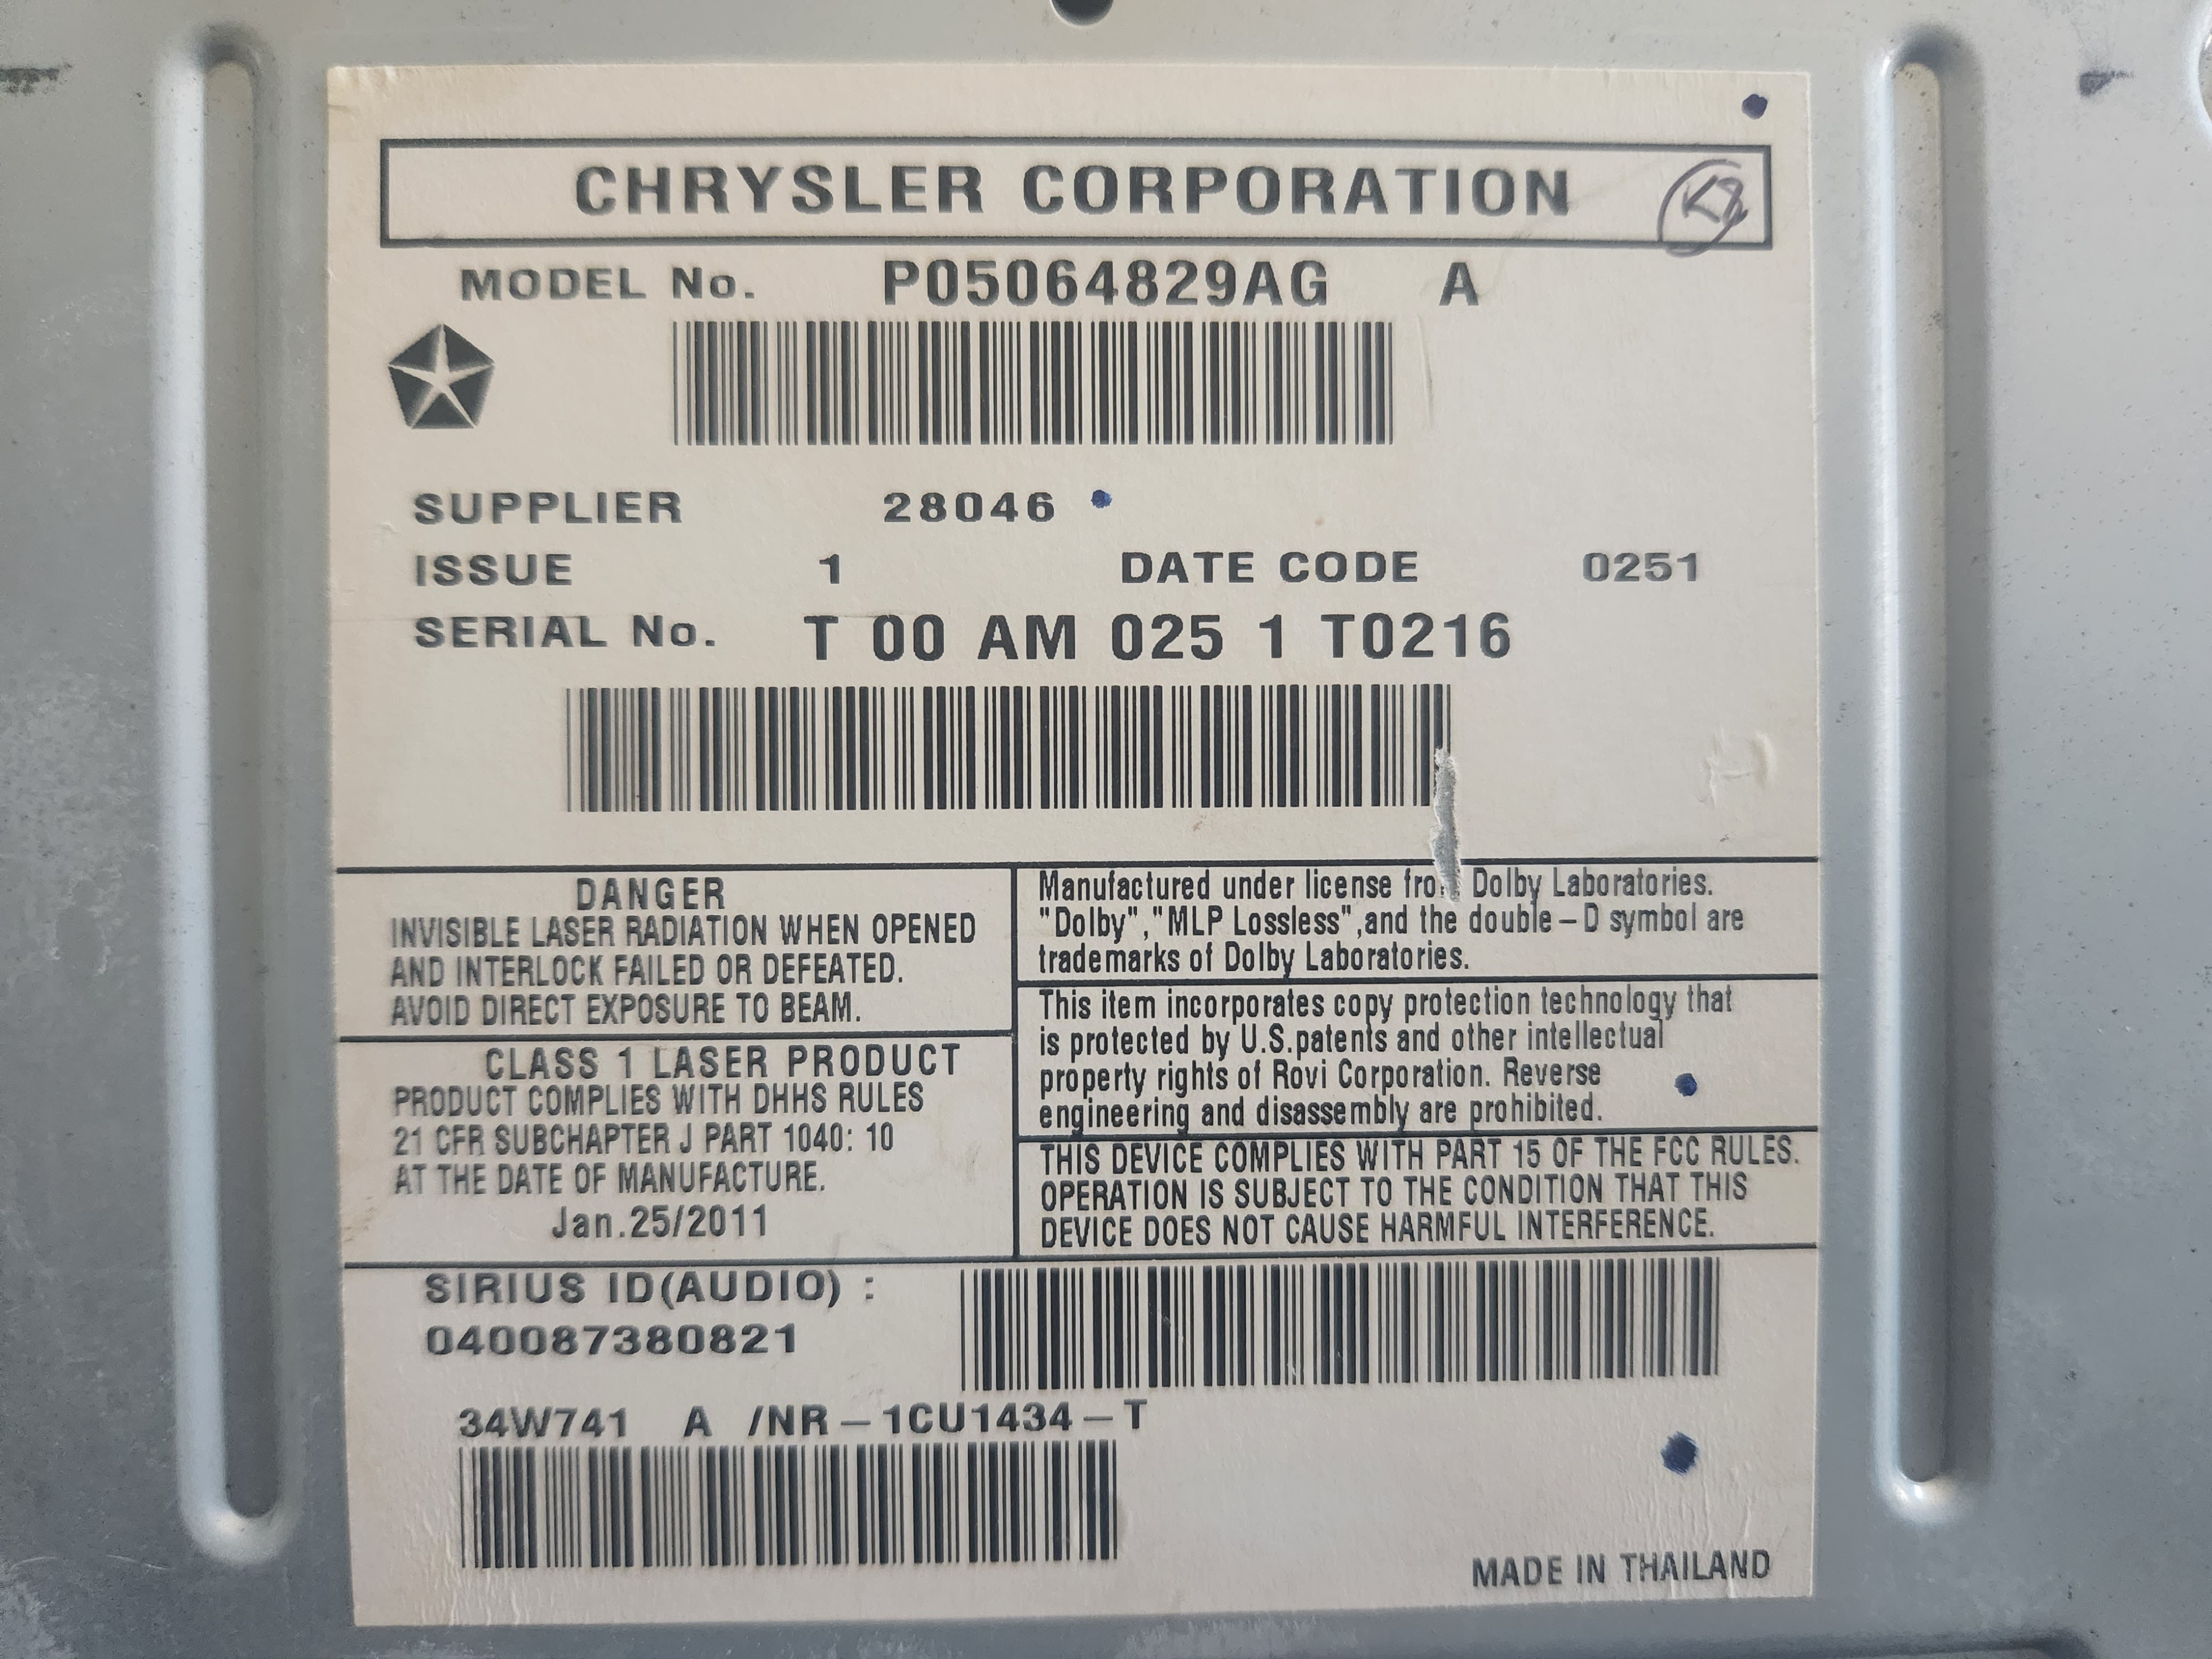 CHRYSLER CORPORATION
MODEL No. P05064829AG A
SUPPLIER 28046
ISSUE 1 DATE CODE 0251
SERIAL No. T 00 AM 025 1 T0216
DANGER
INVISIBLE LASER RADIATION WHEN OPENED
AND INTERLOCK FAILED OR DEFEATED.
AVOID DIRECT EXPOSURE TO BEAM.
CLASS 1 LASER PRODUCT
PRODUCT COMPLIES WITH DHHS RULES
21 CFR SUBCHAPTER J PART 1040: 10
AT THE DATE OF MANUFACTURE.
Jan.25/2011
Manufactured under license from Dolby Laboratories.
"Dolby","MLP Lossless",and the double-D symbol are
trademarks of Dolby Laboratories.
This item incorporates copy protection technology that
is protected by U.S.patents and other intellectual
property rights of Rovi Corporation. Reverse
engineering and disassembly are prohibited.
THIS DEVICE COMPLIES WITH PART 15 OF THE FCC RULES.
OPERATION IS SUBJECT TO THE CONDITION THAT THIS
DEVICE DOES NOT CAUSE HARMFUL INTERFERENCE.
SIRIUS ID(AUDIO) :
040087380821
34W741 A /NR-1CU1434-T
MADE IN THAILAND